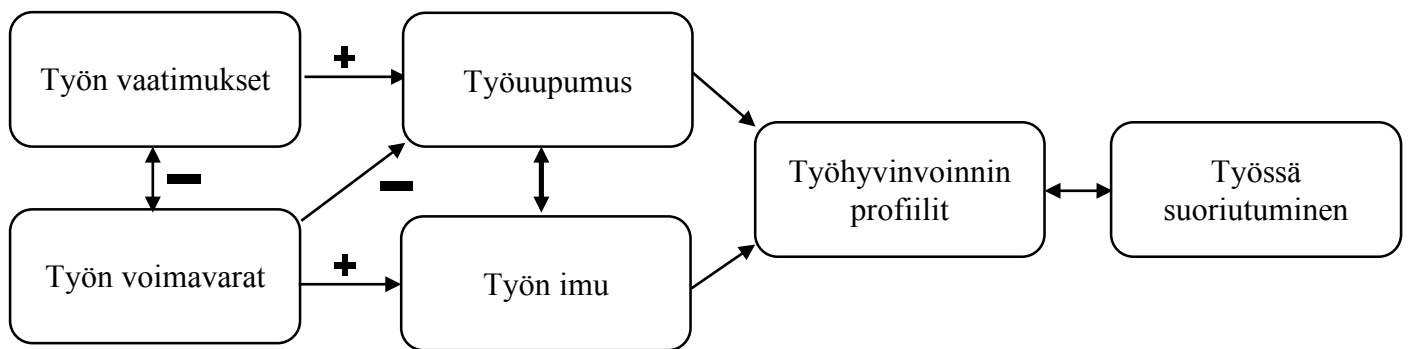 Työn vaatimukset
+
Työuupumus
Työhyvinvoinnin
profiilit
Työssä
suoriutuminen
−
−
Työn voimavarat
+
Työn imu